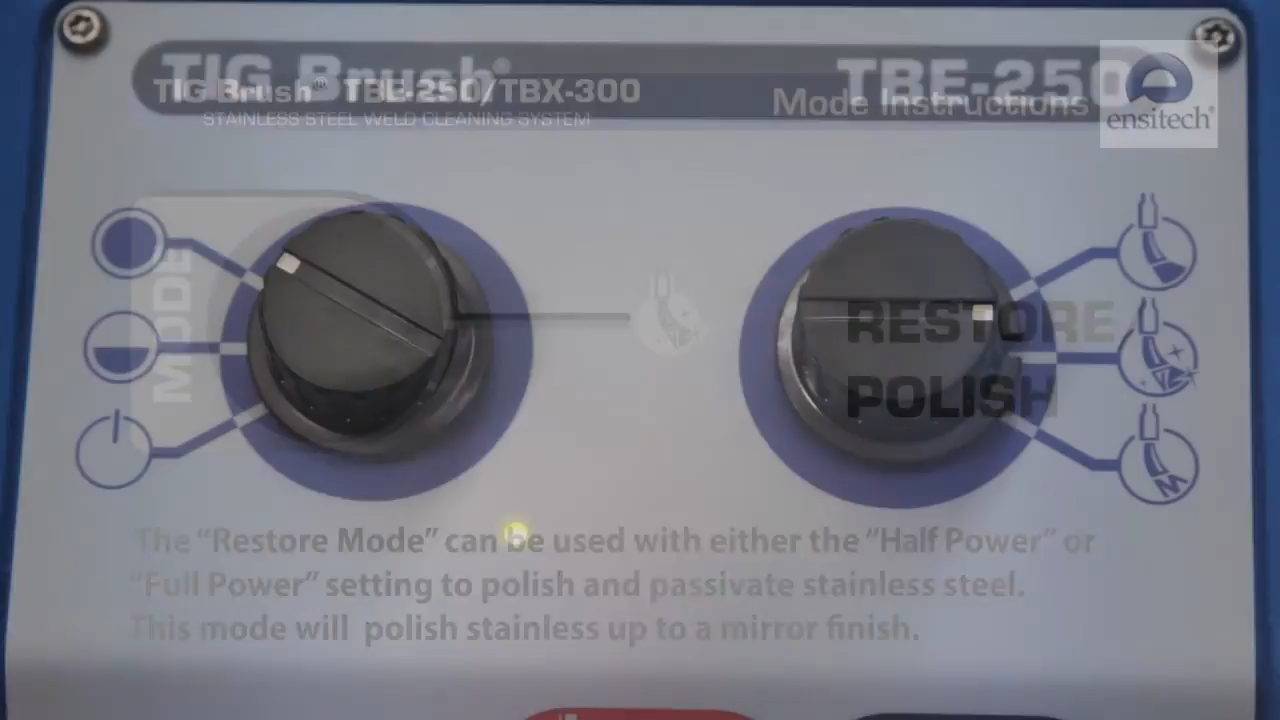 TIG Brush® TBE-250
TIG Brush® TBE-250/TBX-300
STAINLESS STEEL WELD CLEANING SYSTEM
Mode Instructions
ensitech®
MODE
RESTORE
POLISH
The “Restore Mode” can be used with either the “Half Power” or
“Full Power” setting to polish and passivate stainless steel.
This mode will polish stainless up to a mirror finish.